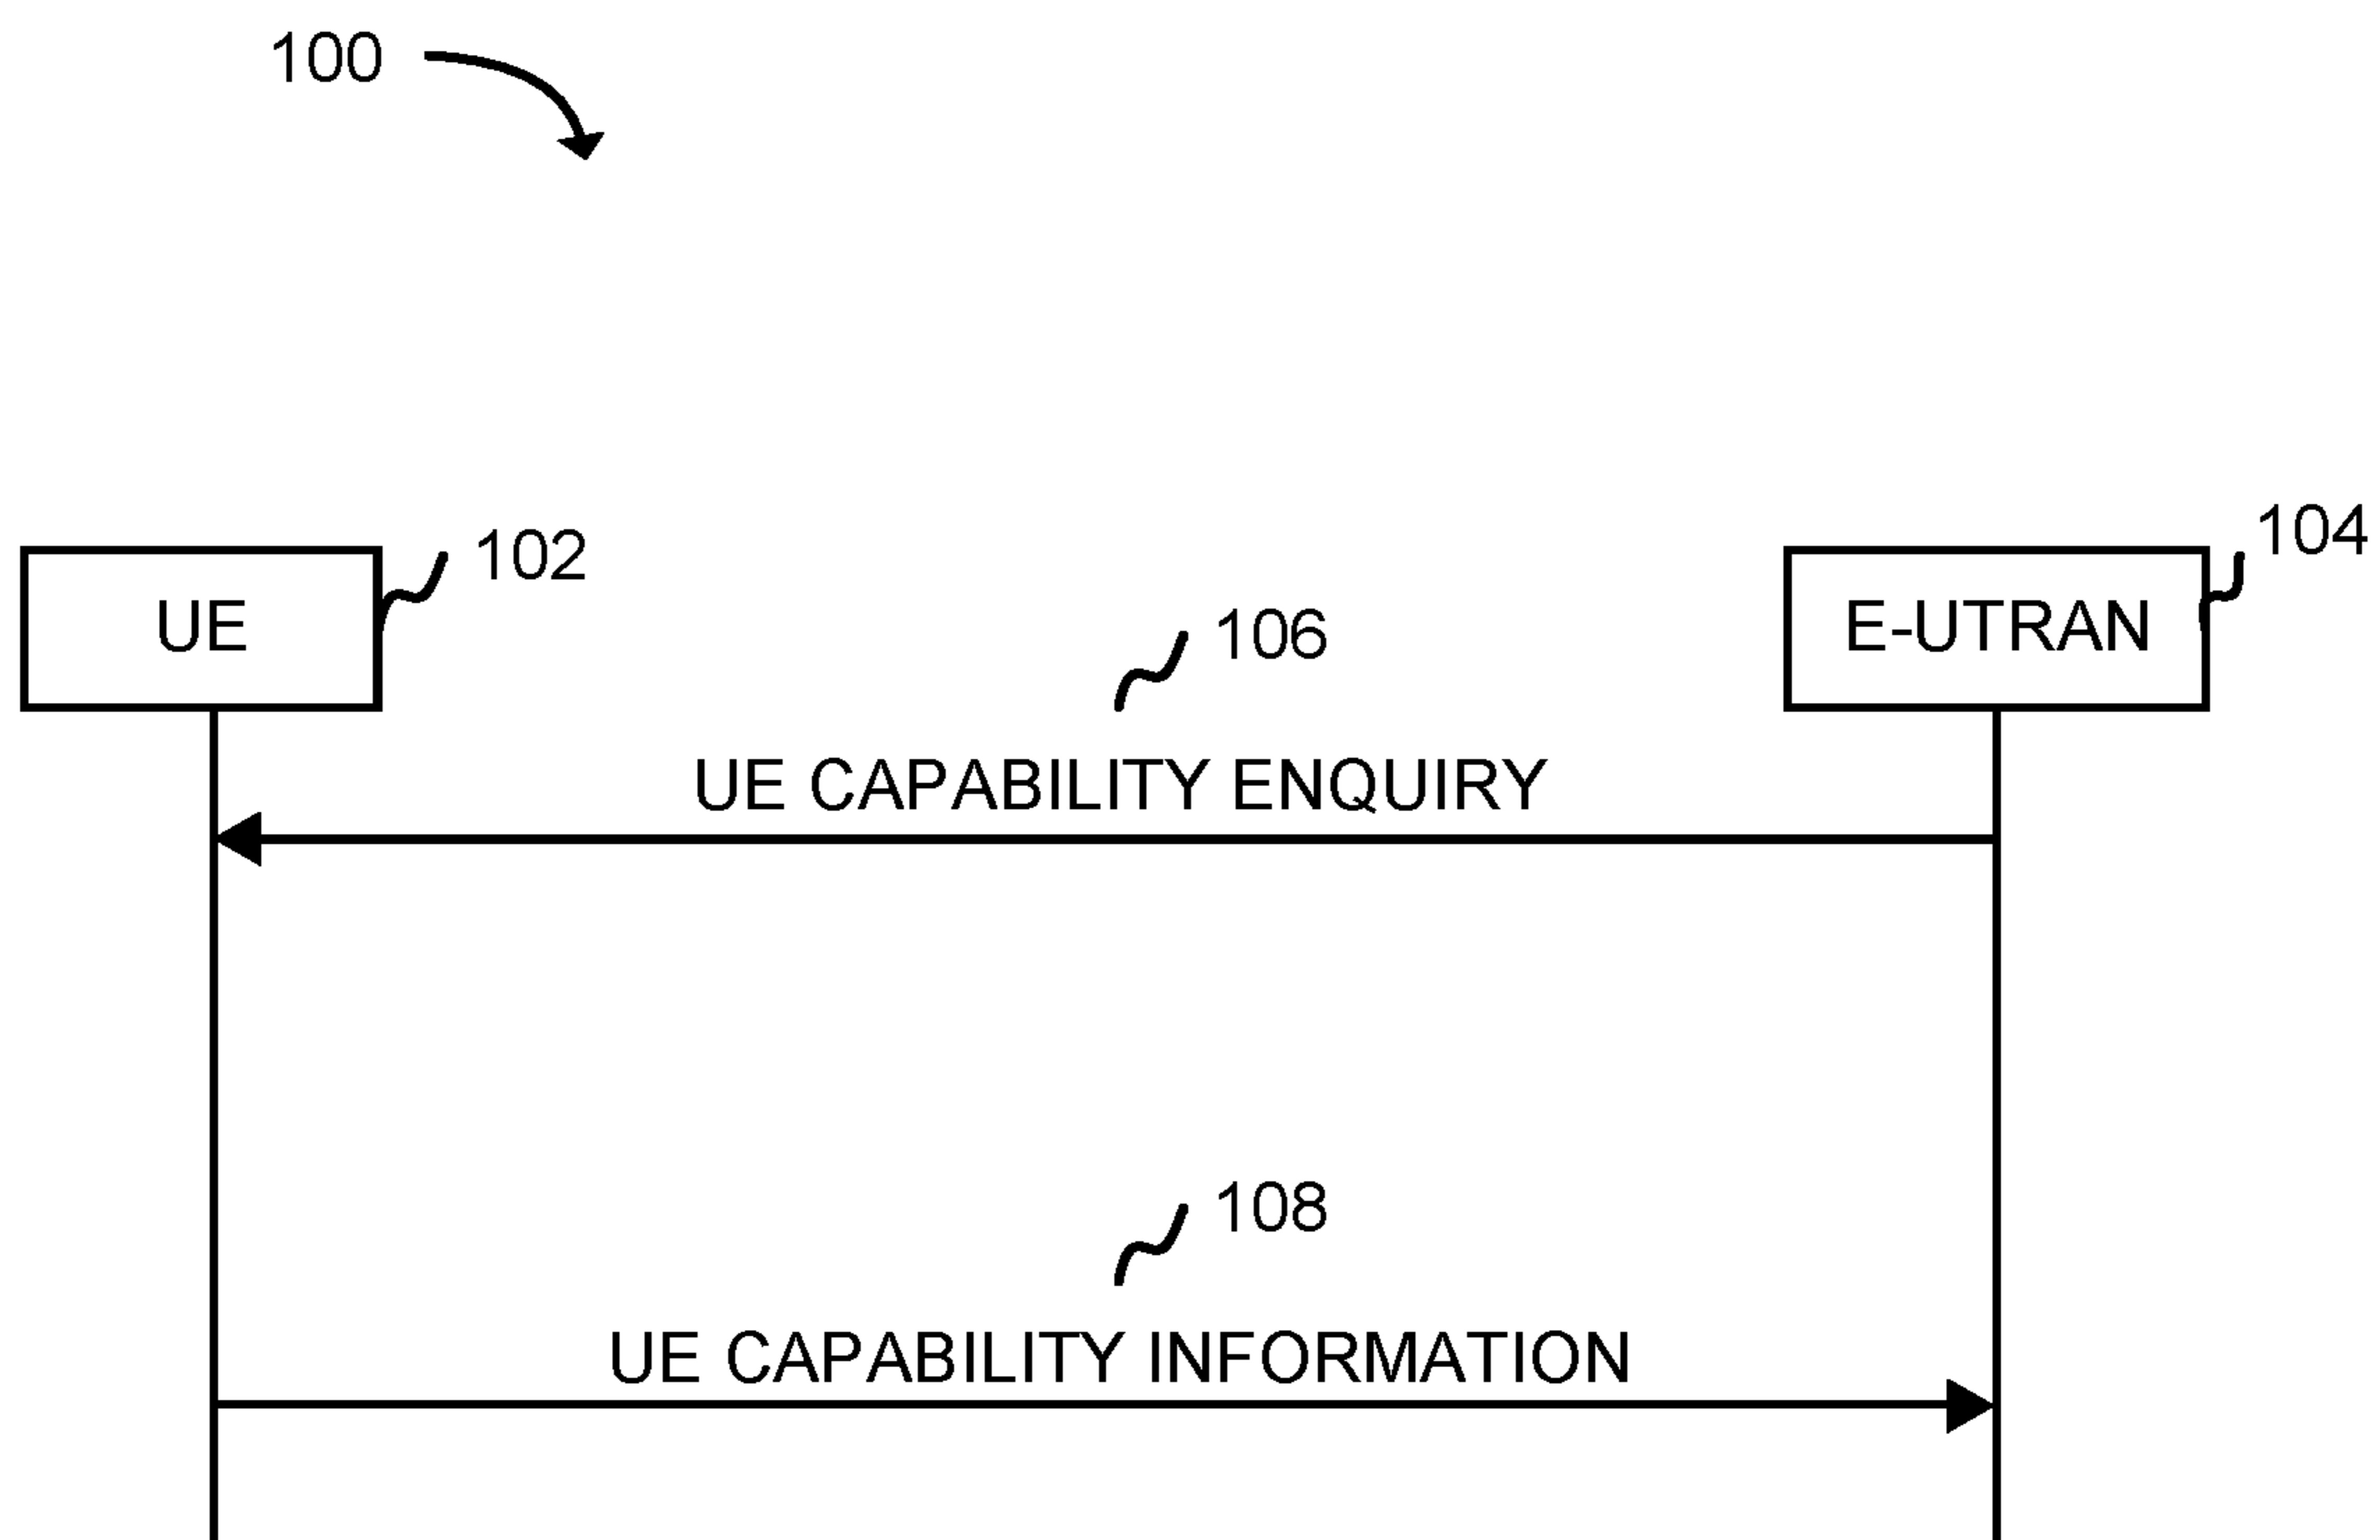 100
102
104
UE
E-UTRAN
106
UE CAPABILITY ENQUIRY
108
UE CAPABILITY INFORMATION